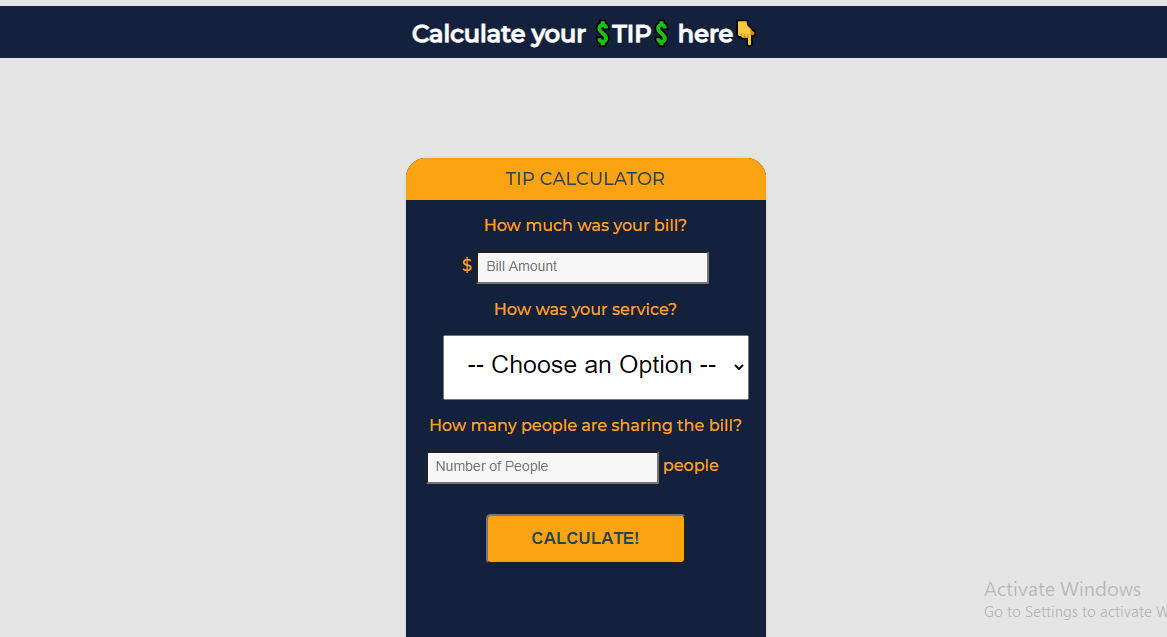 Calculate your 💲TIP💲 here👇
TIP CALCULATOR
How much was your bill?
$ Bill Amount
How was your service?
-- Choose an Option --
How many people are sharing the bill?
Number of People people
CALCULATE!
Activate Windows
Go to Settings to activate W